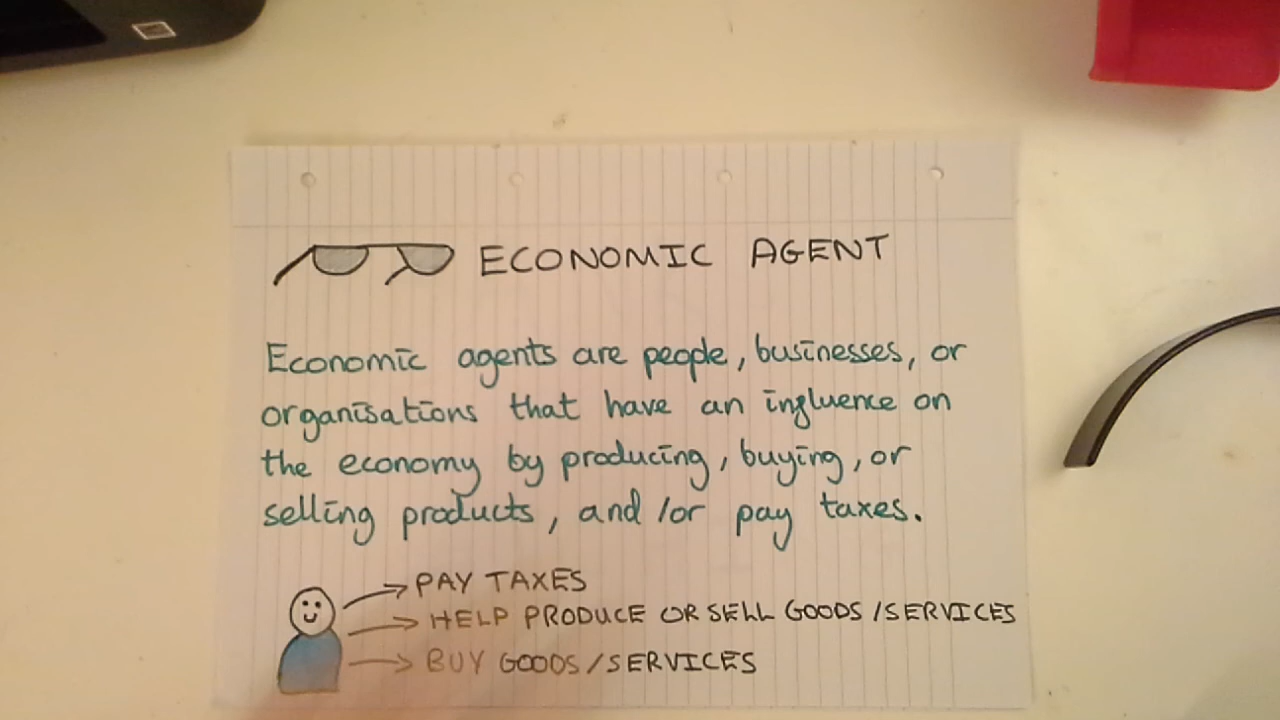 ECONOMIC AGENT
Economic agents are people, businesses, or
organisations that have an influence on
the economy by producing, buying, or
selling products, and/or pay taxes.
PAY TAXES
HELP PRODUCE OR SELL GOODS/SERVICES
BUY GOODS/SERVICES